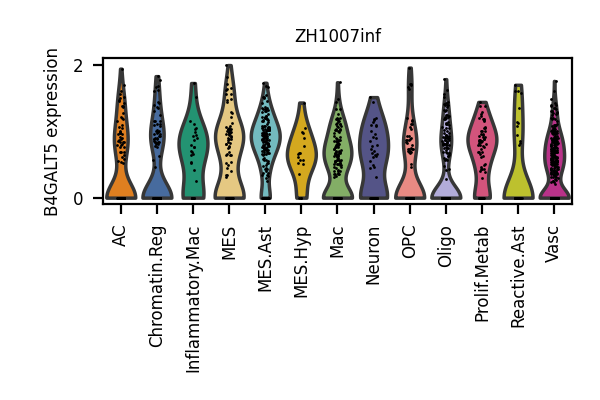 ZH1007inf
B4GALT5 expression
2
0
AC
Chromatin.Reg
Inflammatory.Mac
MES
MES.Ast
MES.Hyp
Mac
Neuron
OPC
Oligo
Prolif.Metab
Reactive.Ast
Vasc